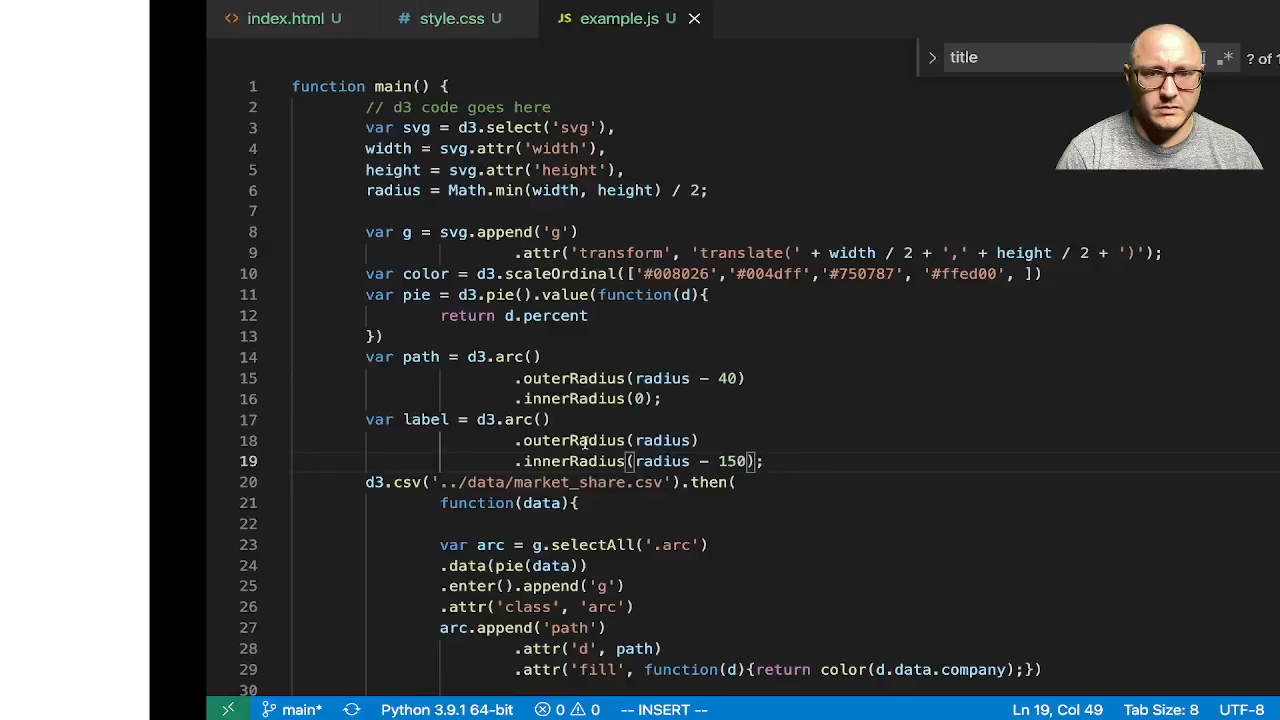 index.html U
style.css U
JS example.js U
title
? of 1
1 function main() {
2 // d3 code goes here
3 var svg = d3.select('svg'),
4 width = svg.attr('width'),
5 height = svg.attr('height'),
6 radius = Math.min(width, height) / 2;
7
8 var g = svg.append('g')
9 .attr('transform', 'translate(' + width / 2 + ',' + height / 2 + ')');
10 var color = d3.scaleOrdinal(['#008026','#004dff','#750787', '#ffed00', ])
11 var pie = d3.pie().value(function(d){
12 return d.percent
13 })
14 var path = d3.arc()
15 .outerRadius(radius - 40)
16 .innerRadius(0);
17 var label = d3.arc()
18 .outerRadius(radius)
19 .innerRadius(radius - 150);
20 d3.csv('../data/market_share.csv').then(
21 function(data){
22
23 var arc = g.selectAll('.arc')
24 .data(pie(data))
25 .enter().append('g')
26 .attr('class', 'arc')
27 arc.append('path')
28 .attr('d', path)
29 .attr('fill', function(d){return color(d.data.company);})
30
main* Python 3.9.1 64-bit 0 0 -- INSERT -- Ln 19, Col 49 Tab Size: 8 UTF-8